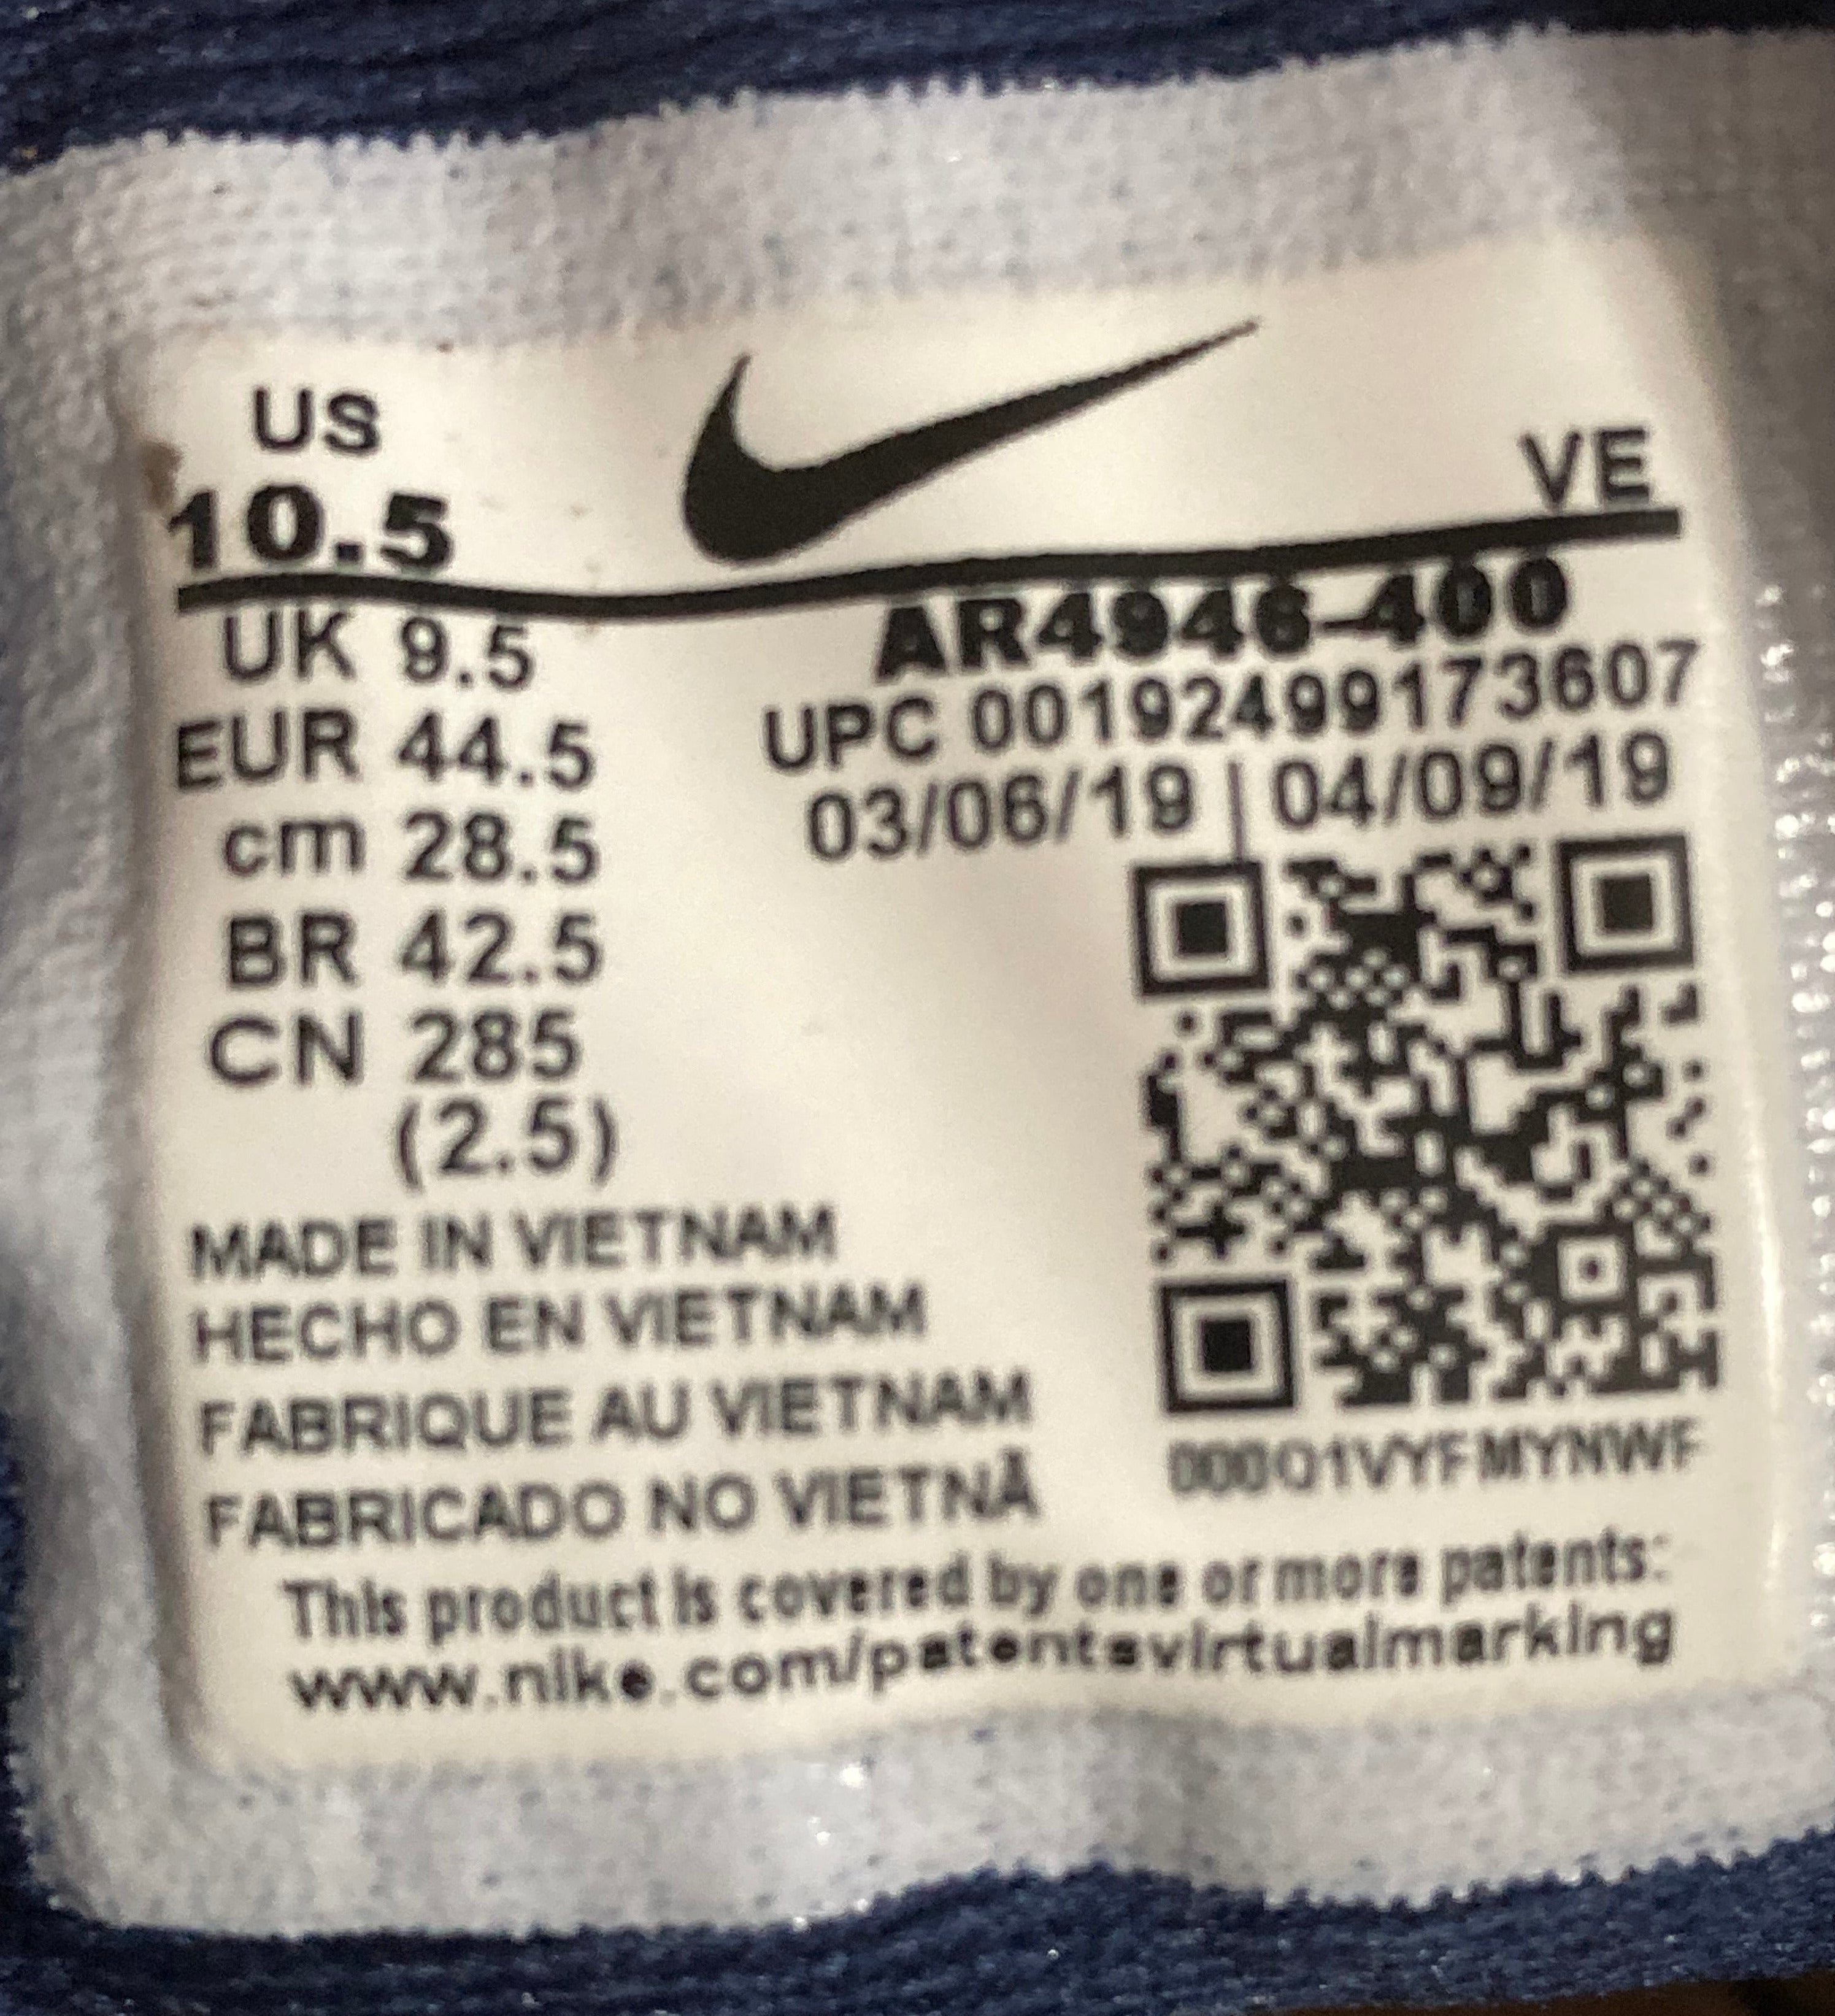 US
10.5
VE
UK 9.5
AR4946-400
EUR 44.5
UPC 00192499173607
cm 28.5
03/06/19 | 04/09/19
BR 42.5
CN 285
(2.5)
MADE IN VIETNAM
HECHO EN VIETNAM
FABRIQUE AU VIETNAM
FABRICADO NO VIETNÃ
000Q1VYFMYNWF
This product is covered by one or more patents:
www.nike.com/patentsvirtualmarking